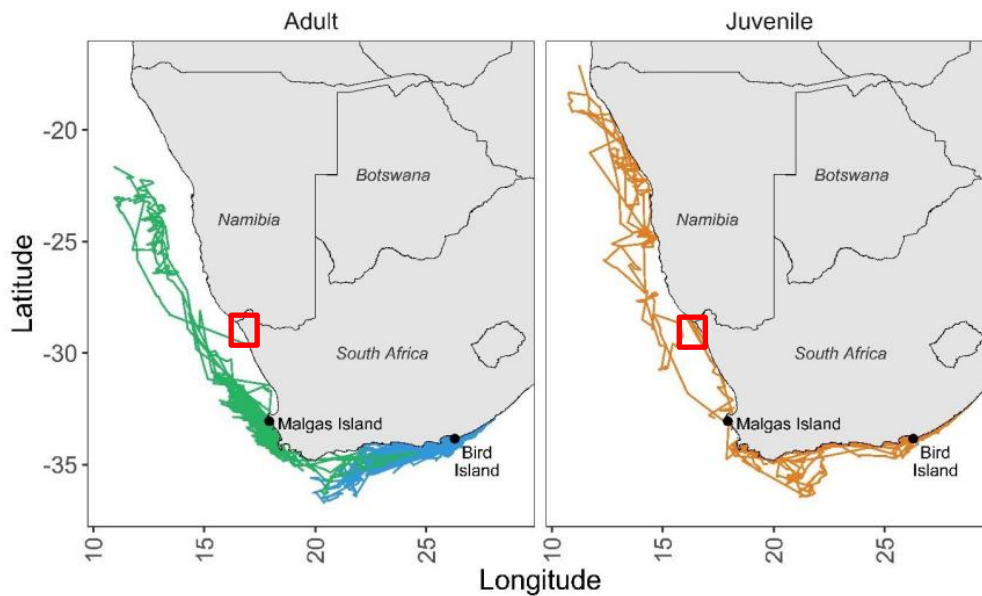 Adult
Juvenile
Latitude
-20
-25
-30
-35
Namibia
Botswana
South Africa
Malgas Island
Bird
Island
Namibia
Botswana
South Africa
Malgas Island
Bird
Island
10
15
20
25
10
15
20
25
Longitude